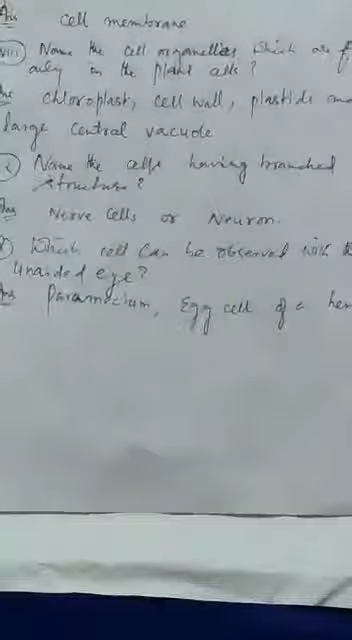 Ans cell membrane
(viii) Name the cell organelles which are f
only in the plant cells?
Ans chloroplast, cell wall, plastids and
large central vacuole
Name the cells having branched
structure?
Ans Nerve cells or Neuron.
Which cell can be observed with
unaided eye?
Ans Paramecium, Egg cell of a hen